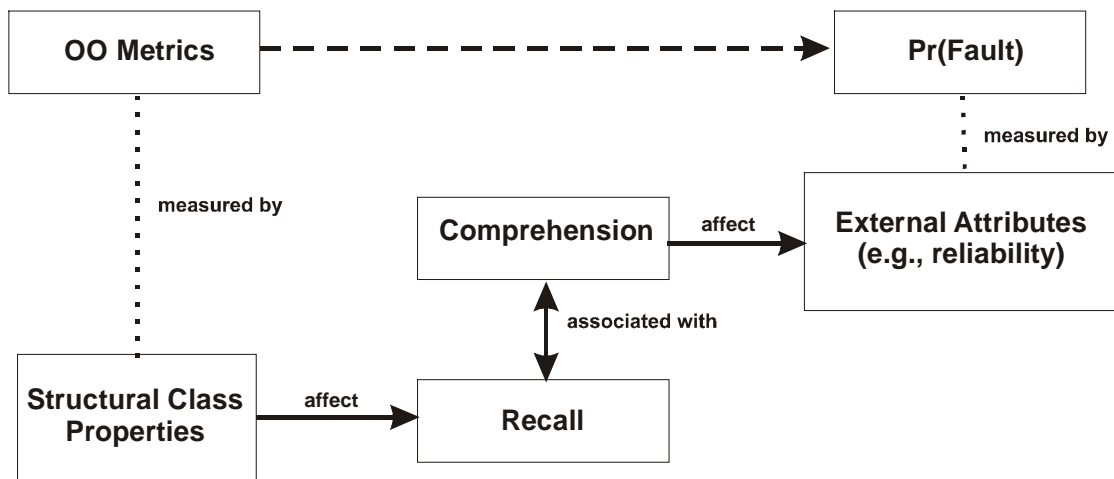 OO Metrics
Pr(Fault)
measured by
measured by
Comprehension
affect
External Attributes
(e.g., reliability)
associated with
Structural Class
Properties
affect
Recall